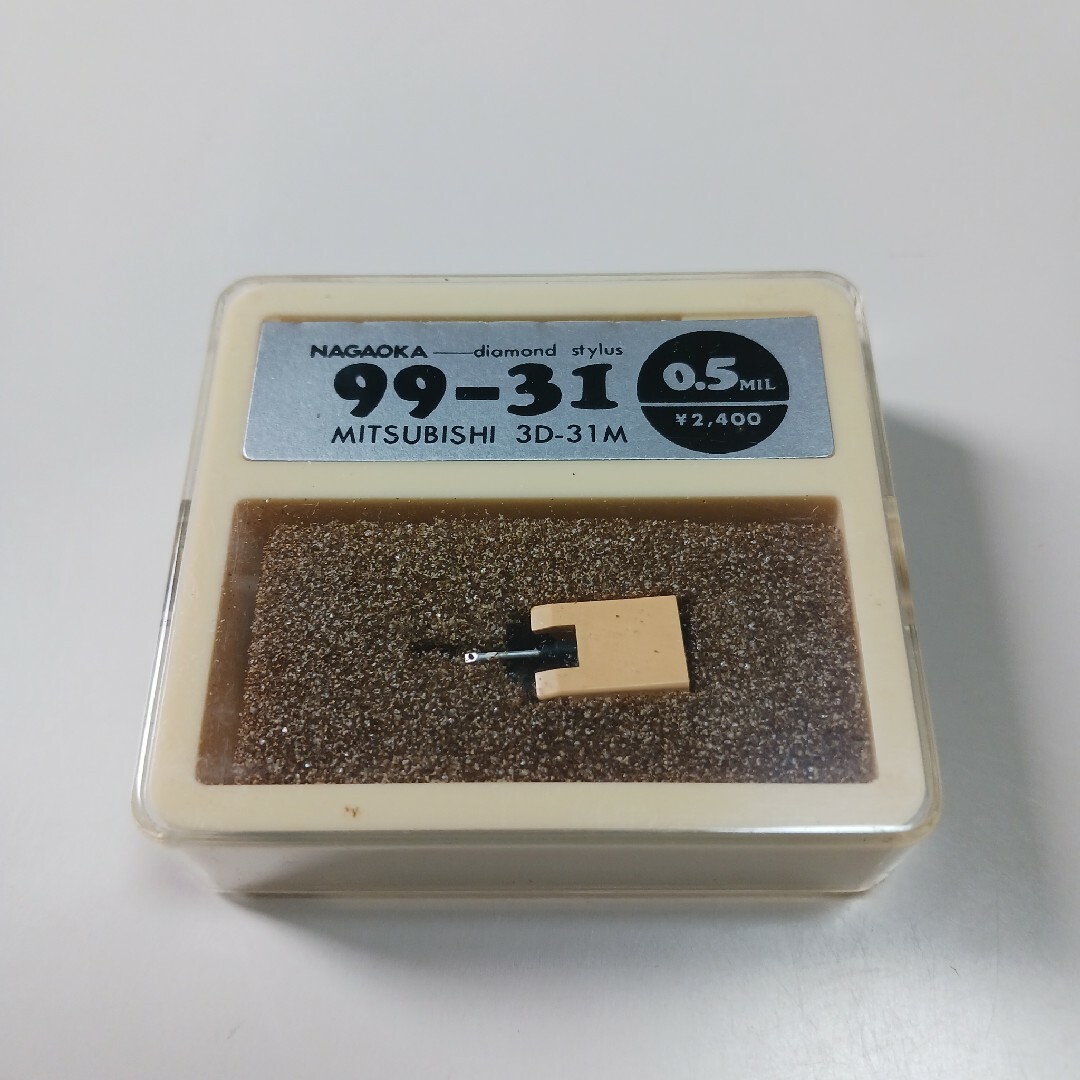 NAGAOKA diamond stylus
99-31
MITSUBISHI 3D-31M
0.5 MIL
¥2,400